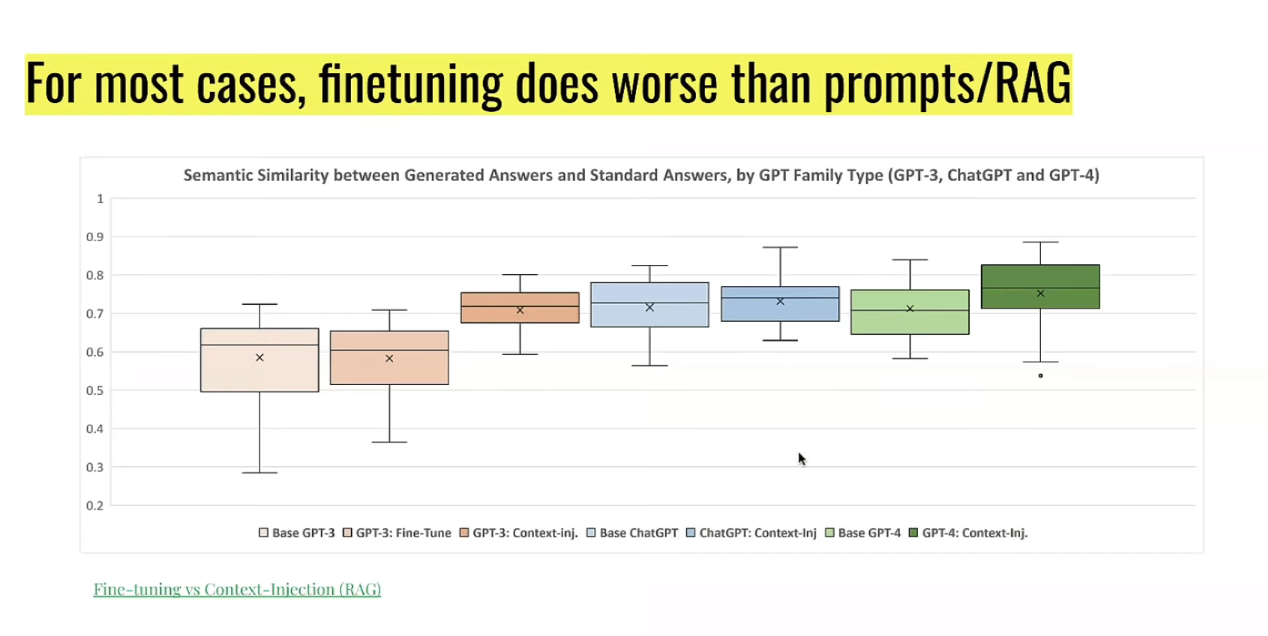 For most cases, finetuning does worse than prompts/RAG
Semantic Similarity between Generated Answers and Standard Answers, by GPT Family Type (GPT-3, ChatGPT and GPT-4)
1
0.9
0.8
0.7
0.6
0.5
0.4
0.3
0.2
Base GPT-3 GPT-3: Fine-Tune GPT-3: Context-inj. Base ChatGPT ChatGPT: Context-Inj Base GPT-4 GPT-4: Context-Inj.
Fine-tuning vs Context-Injection (RAG)